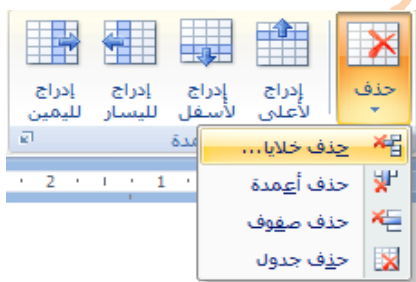 حذف
إدراج لأعلى
إدراج لأسفل
إدراج لليسار
إدراج لليمين
حذف خلايا...
حذف أعمدة
حذف صفوف
حذف جدول
2 1